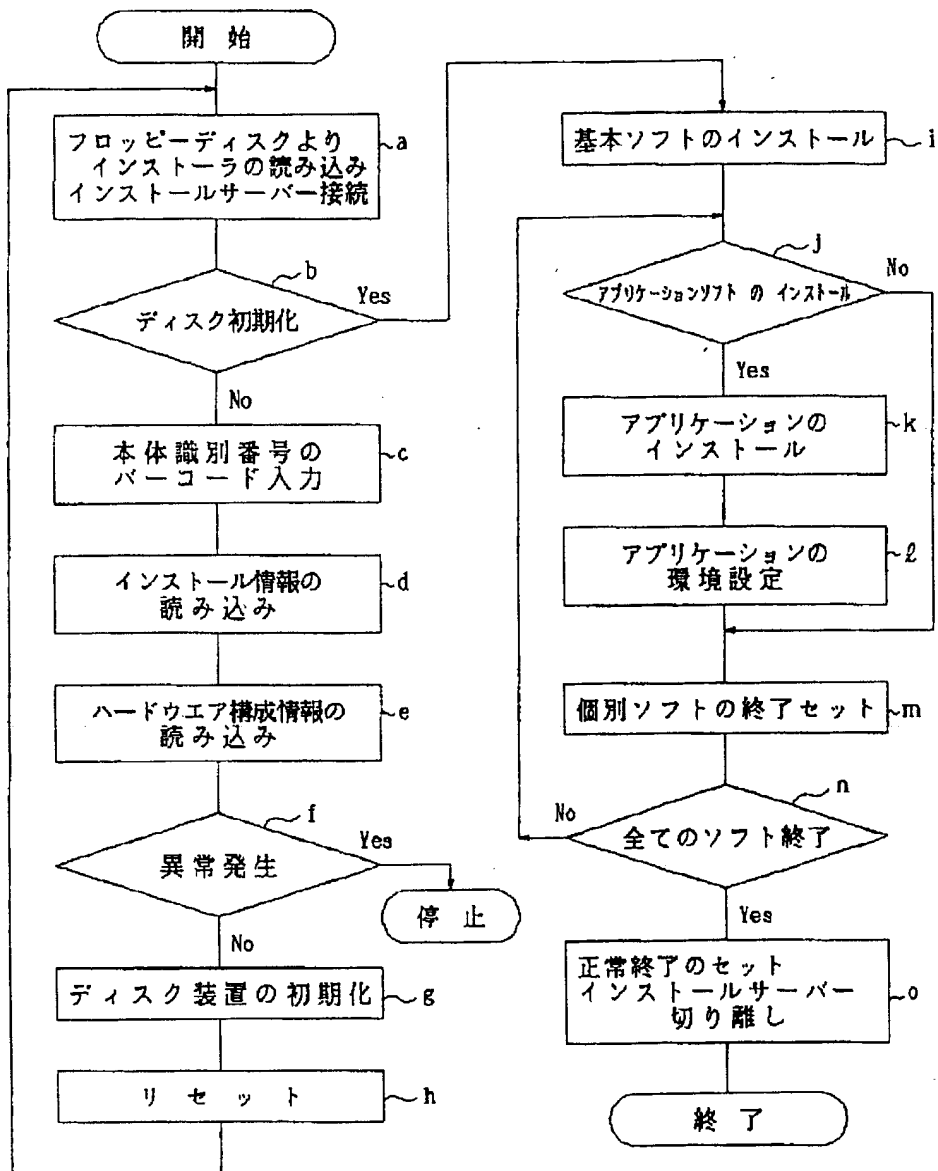 開始
フロッピーディスクより
インストーラの読み込み
インストールサーバー接続
a
b
ディスク初期化
Yes
No
本体識別番号の
バーコード入力
c
インストール情報の
読み込み
d
ハードウエア構成情報の
読み込み
e
f
異常発生
Yes
停止
No
ディスク装置の初期化
g
リセット
h
基本ソフトのインストール
i
j
アプリケーションソフト の インストール
No
Yes
アプリケーションの
インストール
k
アプリケーションの
環境設定
ℓ
個別ソフトの終了セット
m
n
全てのソフト終了
No
Yes
正常終了のセット
インストールサーバー
切り離し
o
終了